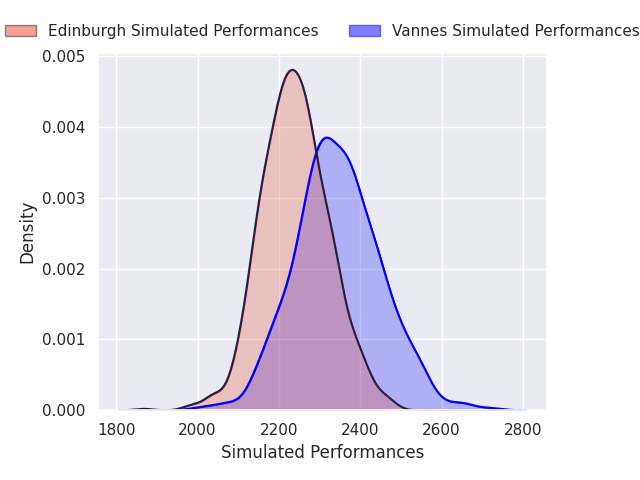 Edinburgh Simulated Performances Vannes Simulated Performances
0.005
0.004
0.003
0.002
0.001
0.000
Density
1800 2000 2200 2400 2600 2800
Simulated Performances